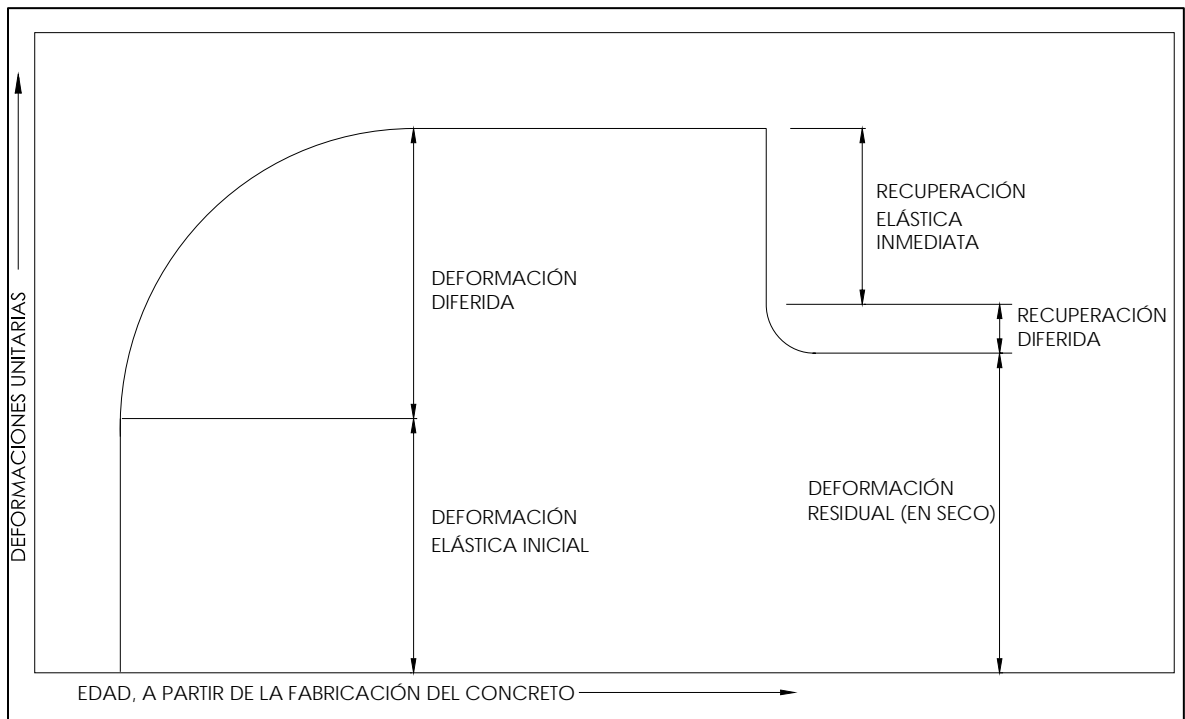 DEFORMACIONES UNITARIAS
RECUPERACIÓN
ELÁSTICA
INMEDIATA
DEFORMACIÓN
DIFERIDA
RECUPERACIÓN
DIFERIDA
DEFORMACIÓN
RESIDUAL (EN SECO)
DEFORMACIÓN
ELÁSTICA INICIAL
EDAD, A PARTIR DE LA FABRICACIÓN DEL CONCRETO